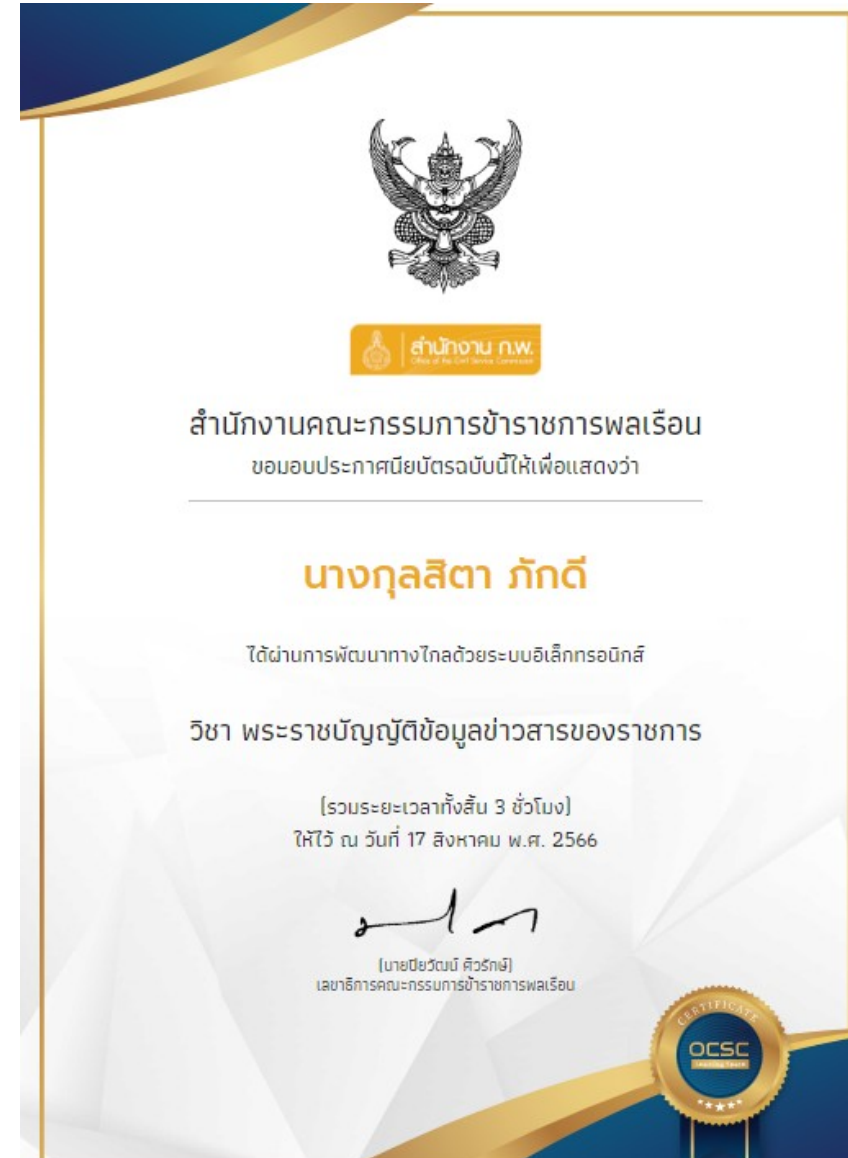 สำนักงาน ก.พ.
Office of the Civil Service Commission
สำนักงานคณะกรรมการข้าราชการพลเรือน
ขอมอบประกาศนียบัตรฉบับนี้ให้เพื่อแสดงว่า
นางกุลสิตา ภักดี
ได้ผ่านการพัฒนาทางไกลด้วยระบบอิเล็กทรอนิกส์
วิชา พระราชบัญญัติข้อมูลข่าวสารของราชการ
(รวมระยะเวลาทั้งสิ้น 3 ชั่วโมง)
ให้ไว้ ณ วันที่ 17 สิงหาคม พ.ศ. 2566
(นายปิยวัฒน์ ศิวรักษ์)
เลขาธิการคณะกรรมการข้าราชการพลเรือน
CERTIFICATE
OCSC